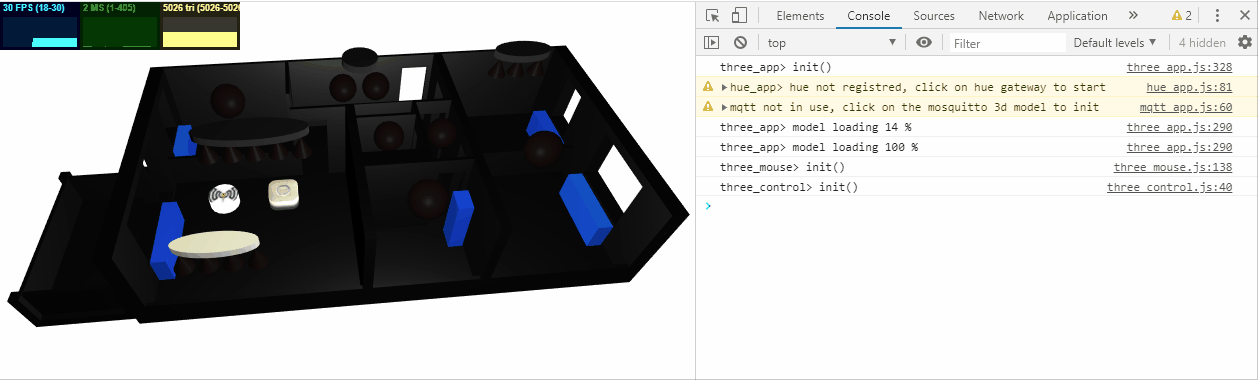 30 FPS (18-30)
2 MS (1-405)
5026 tri (5026-5026
Elements
Console
Sources
Network
Application
»
2
top
Filter
Default levels
4 hidden
three_app> init() three_app.js:328
hue_app> hue not registred, click on hue gateway to start hue_app.js:81
mqtt not in use, click on the mosquitto 3d model to init mqtt_app.js:60
three_app> model loading 14 % three_app.js:290
three_app> model loading 100 % three_app.js:290
three_mouse> init() three_mouse.js:138
three_control> init() three_control.js:40
>